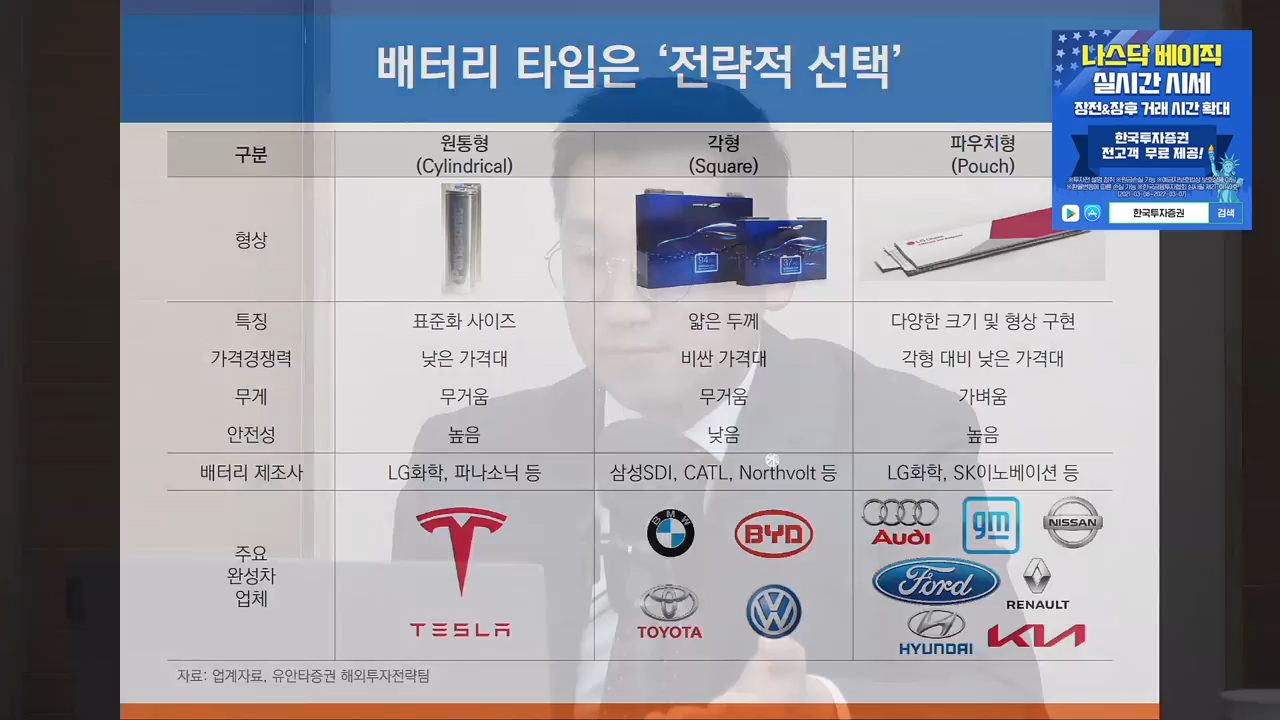 배터리 타입은 ‘전략적 선택’
나스닥 베이직
실시간 시세
장전&장후 거래 시간 확대
한국투자증권
전고객 무료 제공!
한국투자증권 검색
구분 원통형 (Cylindrical) 각형 (Square) 파우치형 (Pouch)
형상
Panasonic
SAMSUNG
94
37
LG Chem
특징 표준화 사이즈 얇은 두께 다양한 크기 및 형상 구현
가격경쟁력 낮은 가격대 비싼 가격대 각형 대비 낮은 가격대
무게 무거움 무거움 가벼움
안전성 높음 낮음 높음
배터리 제조사 LG화학, 파나소닉 등 삼성SDI, CATL, Northvolt 등 LG화학, SK이노베이션 등
주요
완성차
업체
TESLA
BMW
BYD
TOYOTA
VW
Audi
gm
NISSAN
Ford
RENAULT
HYUNDAI
KIA
자료: 업계자료, 유안타증권 해외투자전략팀